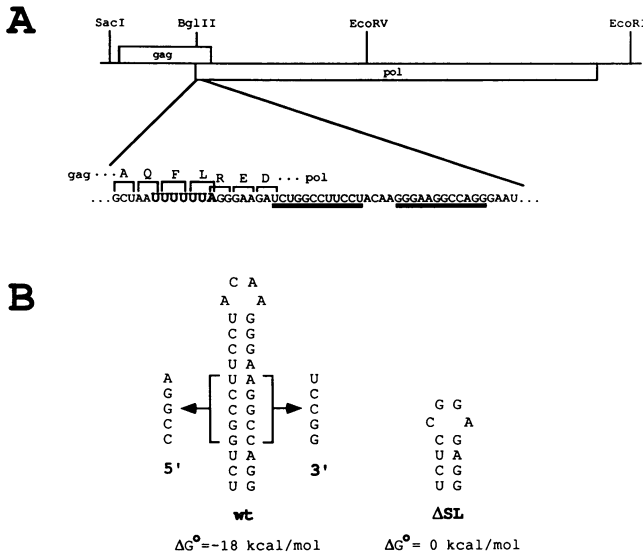 A
SacI BglII EcoRV EcoRI
gag
pol
gag ··· A Q F L R E D ··· pol
...GCUAAUUUUUUAGGGAAGAUCUGGCCUUCCUACAAGGGAAGGCCAGGGAAU...
B
C A
A A
U G
C G
C G
U A
A U A U
G C G C
G C G G C G
C G C G
C G C G
5' U A 3'
C G
U G
wt
ΔG°=-18 kcal/mol
G G
C A
C G
U A
C G
U G
ΔSL
ΔG°= 0 kcal/mol